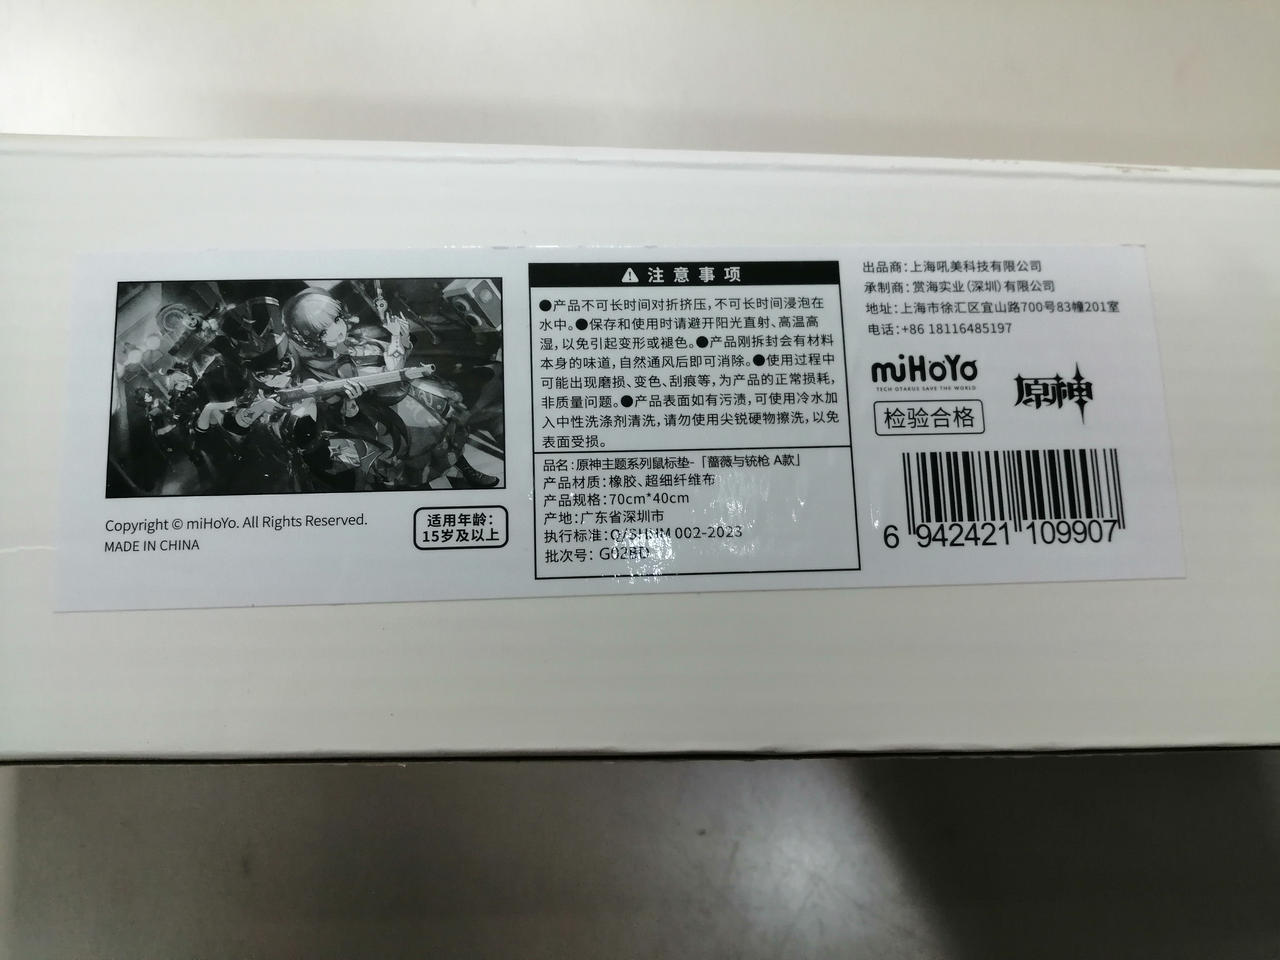 Copyright © miHoYo. All Rights Reserved.
MADE IN CHINA
适用年龄：
15岁及以上
注意事项
●产品不可长时间对折挤压，不可长时间浸泡在
水中。●保存和使用时请避开阳光直射、高温高
湿，以免引起变形或褪色。●产品刚拆封会有材料
本身的味道，自然通风后即可消除。●使用过程中
可能出现磨损、变色、刮痕等，为产品的正常损耗，
非质量问题。●产品表面如有污渍，可使用冷水加
入中性洗涤剂清洗，请勿使用尖锐硬物擦洗，以免
表面受损。
品名：原神主题系列鼠标垫-「蔷薇与铳枪 A款」
产品材质：橡胶、超细纤维布
产品规格：70cm*40cm
产地：广东省深圳市
执行标准：Q/SHHM 002-2023
批次号：
出品商：上海吼美科技有限公司
承制商：赏海实业（深圳）有限公司
地址：上海市徐汇区宜山路700号83幢201室
电话：+86 18116485197
miHoYo
TECH OTAKUS SAVE THE WORLD
原神
检验合格
6 942421 109907